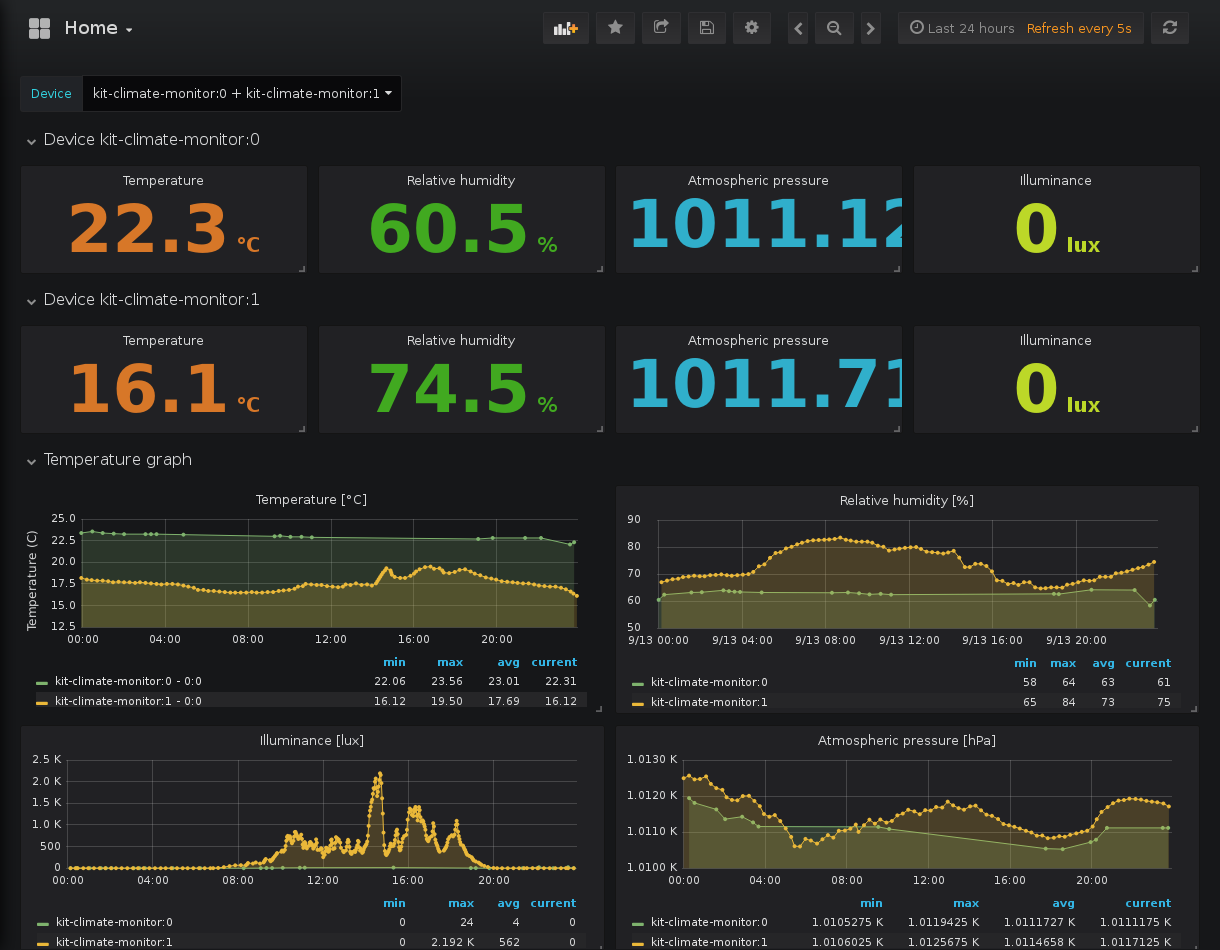 Home
Last 24 hours Refresh every 5s
Device kit-climate-monitor:0 + kit-climate-monitor:1
Device kit-climate-monitor:0
Temperature Relative humidity Atmospheric pressure Illuminance
22.3 °C 60.5 % 1011.12 0 lux
Device kit-climate-monitor:1
Temperature Relative humidity Atmospheric pressure Illuminance
16.1 °C 74.5 % 1011.71 0 lux
Temperature graph
Temperature [°C]
Temperature (C)
25.0
22.5
20.0
17.5
15.0
12.5
00:00 04:00 08:00 12:00 16:00 20:00
min max avg current
kit-climate-monitor:0 - 0:0 22.06 23.56 23.01 22.31
kit-climate-monitor:1 - 0:0 16.12 19.50 17.69 16.12
Relative humidity [%]
90
80
70
60
50
9/13 00:00 9/13 04:00 9/13 08:00 9/13 12:00 9/13 16:00 9/13 20:00
min max avg current
kit-climate-monitor:0 58 64 63 61
kit-climate-monitor:1 65 84 73 75
Illuminance [lux]
2.5 K
2.0 K
1.5 K
1.0 K
500
0
00:00 04:00 08:00 12:00 16:00 20:00
min max avg current
kit-climate-monitor:0 0 24 4 0
kit-climate-monitor:1 0 2.192 K 562 0
Atmospheric pressure [hPa]
1.0130 K
1.0120 K
1.0110 K
1.0100 K
00:00 04:00 08:00 12:00 16:00 20:00
min max avg current
kit-climate-monitor:0 1.0105275 K 1.0119425 K 1.0111727 K 1.0111175 K
kit-climate-monitor:1 1.0106025 K 1.0125675 K 1.0114658 K 1.0117125 K